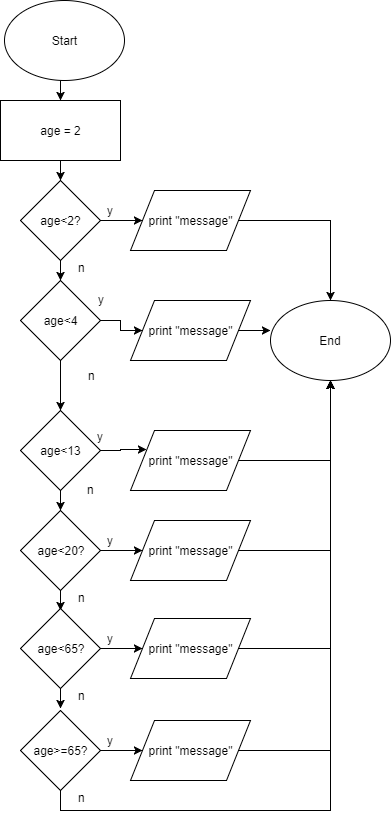 Start
age = 2
age<2?
y
print "message"
n
age<4
y
print "message"
End
n
age<13
y
print "message"
n
age<20?
y
print "message"
n
age<65?
y
print "message"
n
age>=65?
y
print "message"
n